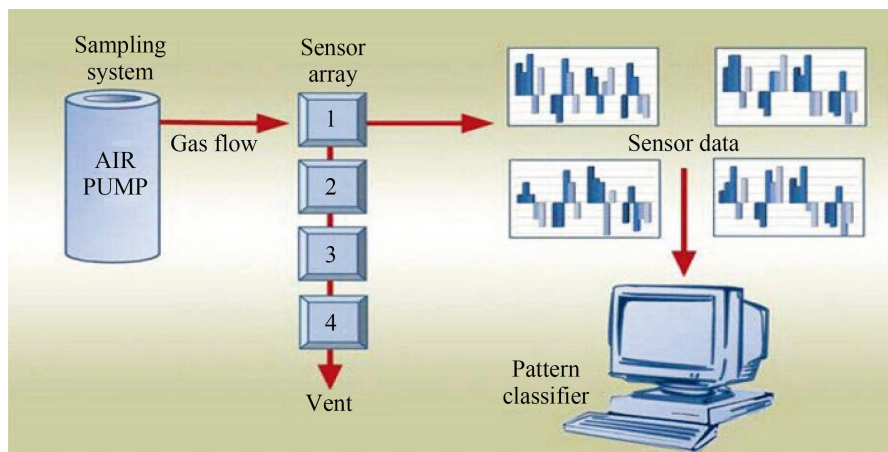 Sampling
system
AIR
PUMP
Gas flow
Sensor
array
1
2
3
4
Vent
Sensor data
Pattern
classifier